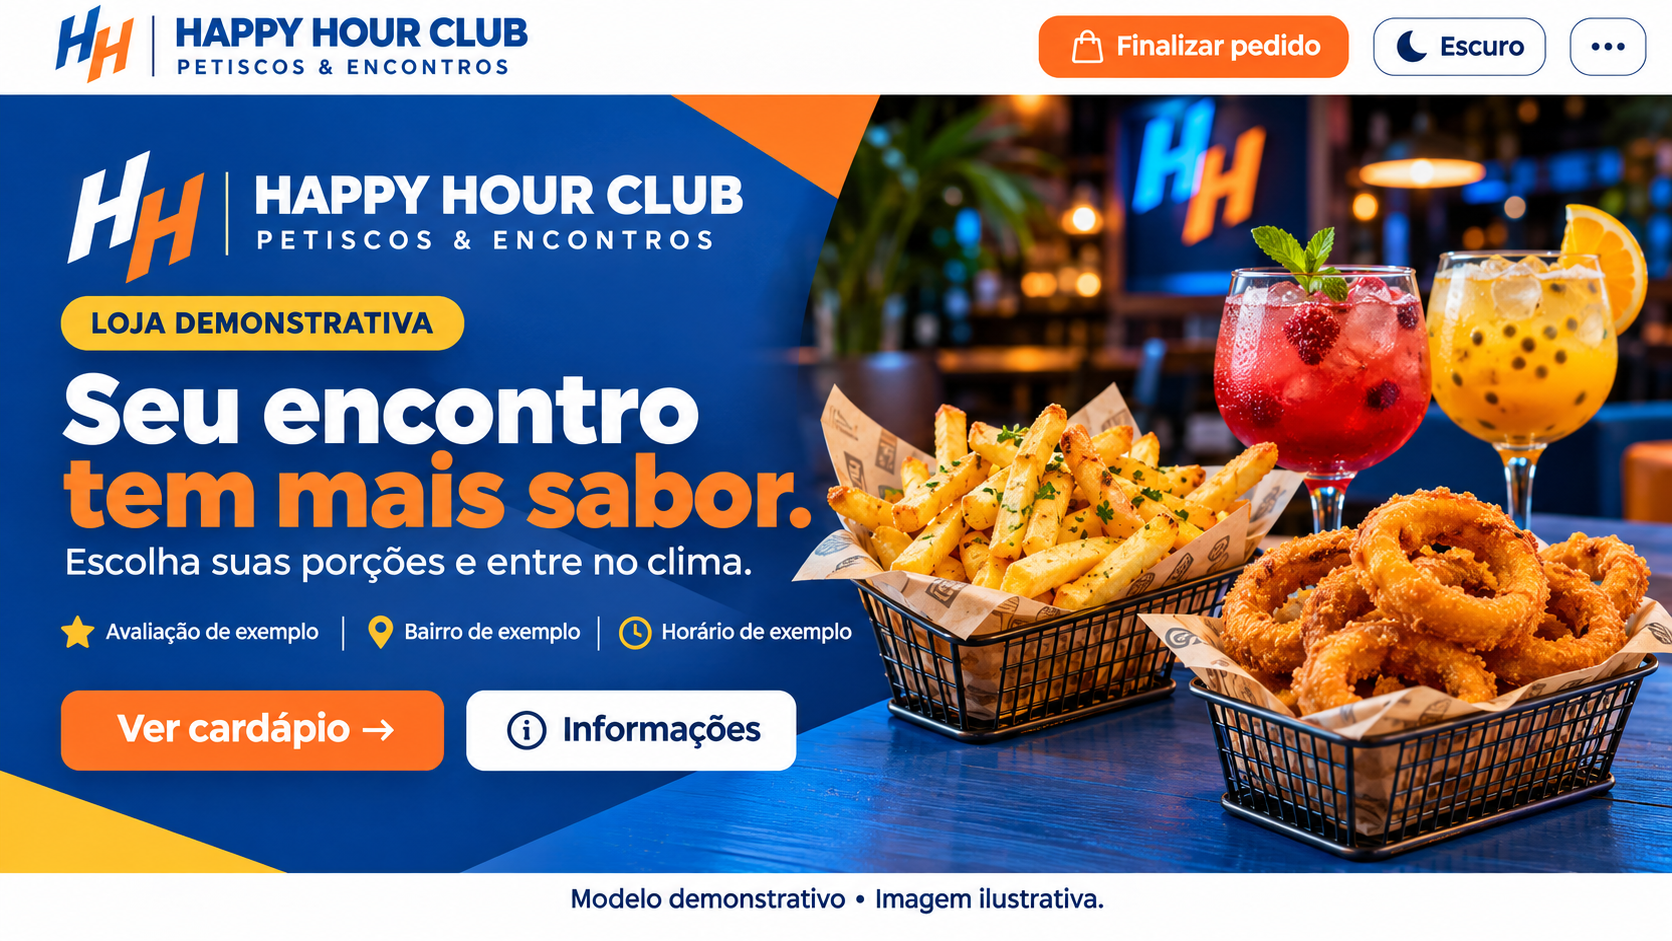 HH
HAPPY HOUR CLUB
PETISCOS & ENCONTROS
Finalizar pedido
Escuro
HH
HAPPY HOUR CLUB
PETISCOS & ENCONTROS
HH
LOJA DEMONSTRATIVA
Seu encontro
tem mais sabor.
Escolha suas porções e entre no clima.
Avaliação de exemplo
Bairro de exemplo
Horário de exemplo
Ver cardápio →
Informações
Modelo demonstrativo • Imagem ilustrativa.